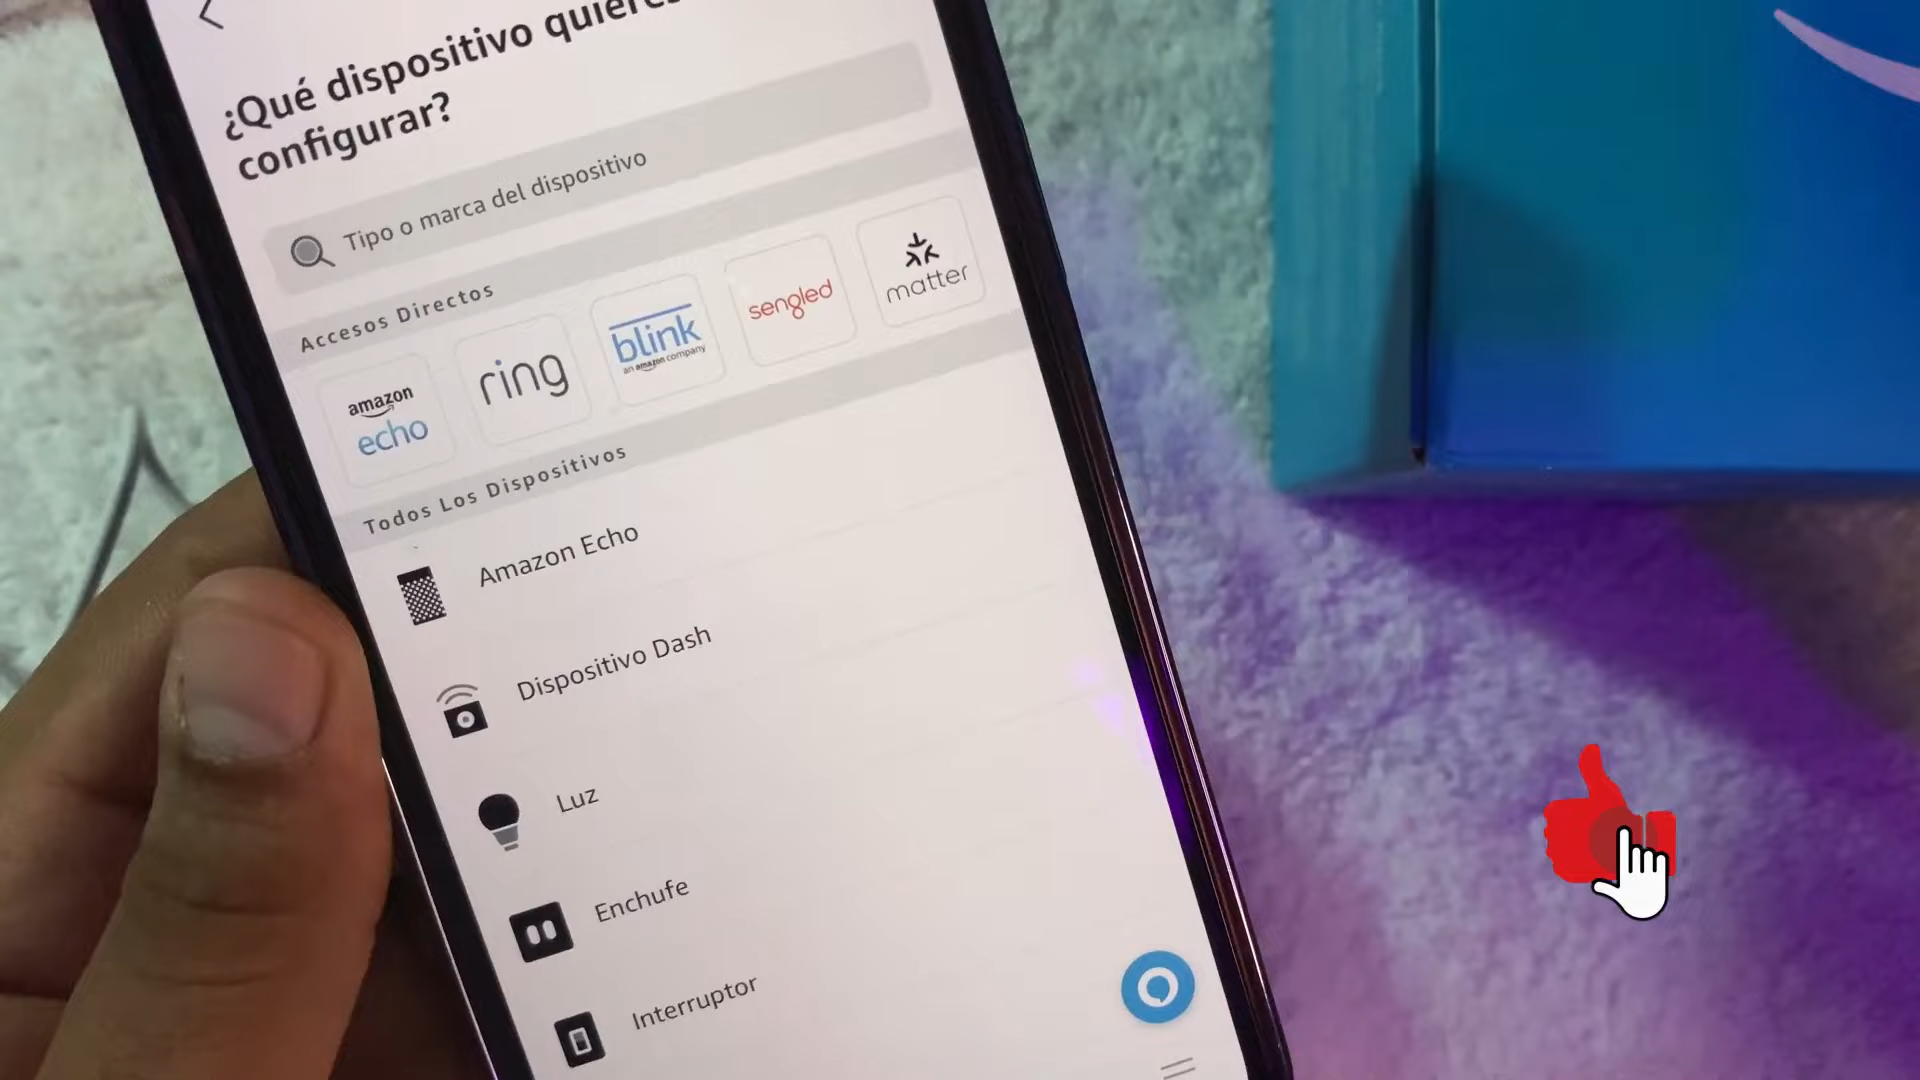 ¿Qué dispositivo quieres
configurar?
Tipo o marca del dispositivo
Accesos Directos
amazon
echo
ring
blink
an amazon company
sengled
matter
Todos Los Dispositivos
Amazon Echo
Dispositivo Dash
Luz
Enchufe
Interruptor